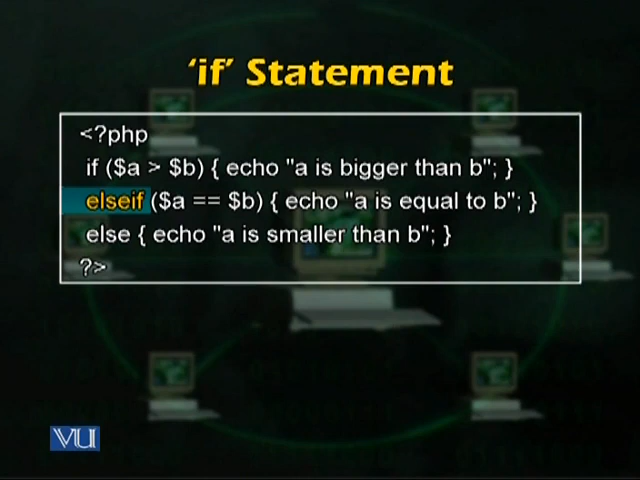 ‘if’ Statement
<?php
if ($a > $b) { echo "a is bigger than b"; }
elseif ($a == $b) { echo "a is equal to b"; }
else { echo "a is smaller than b"; }
?>
VU